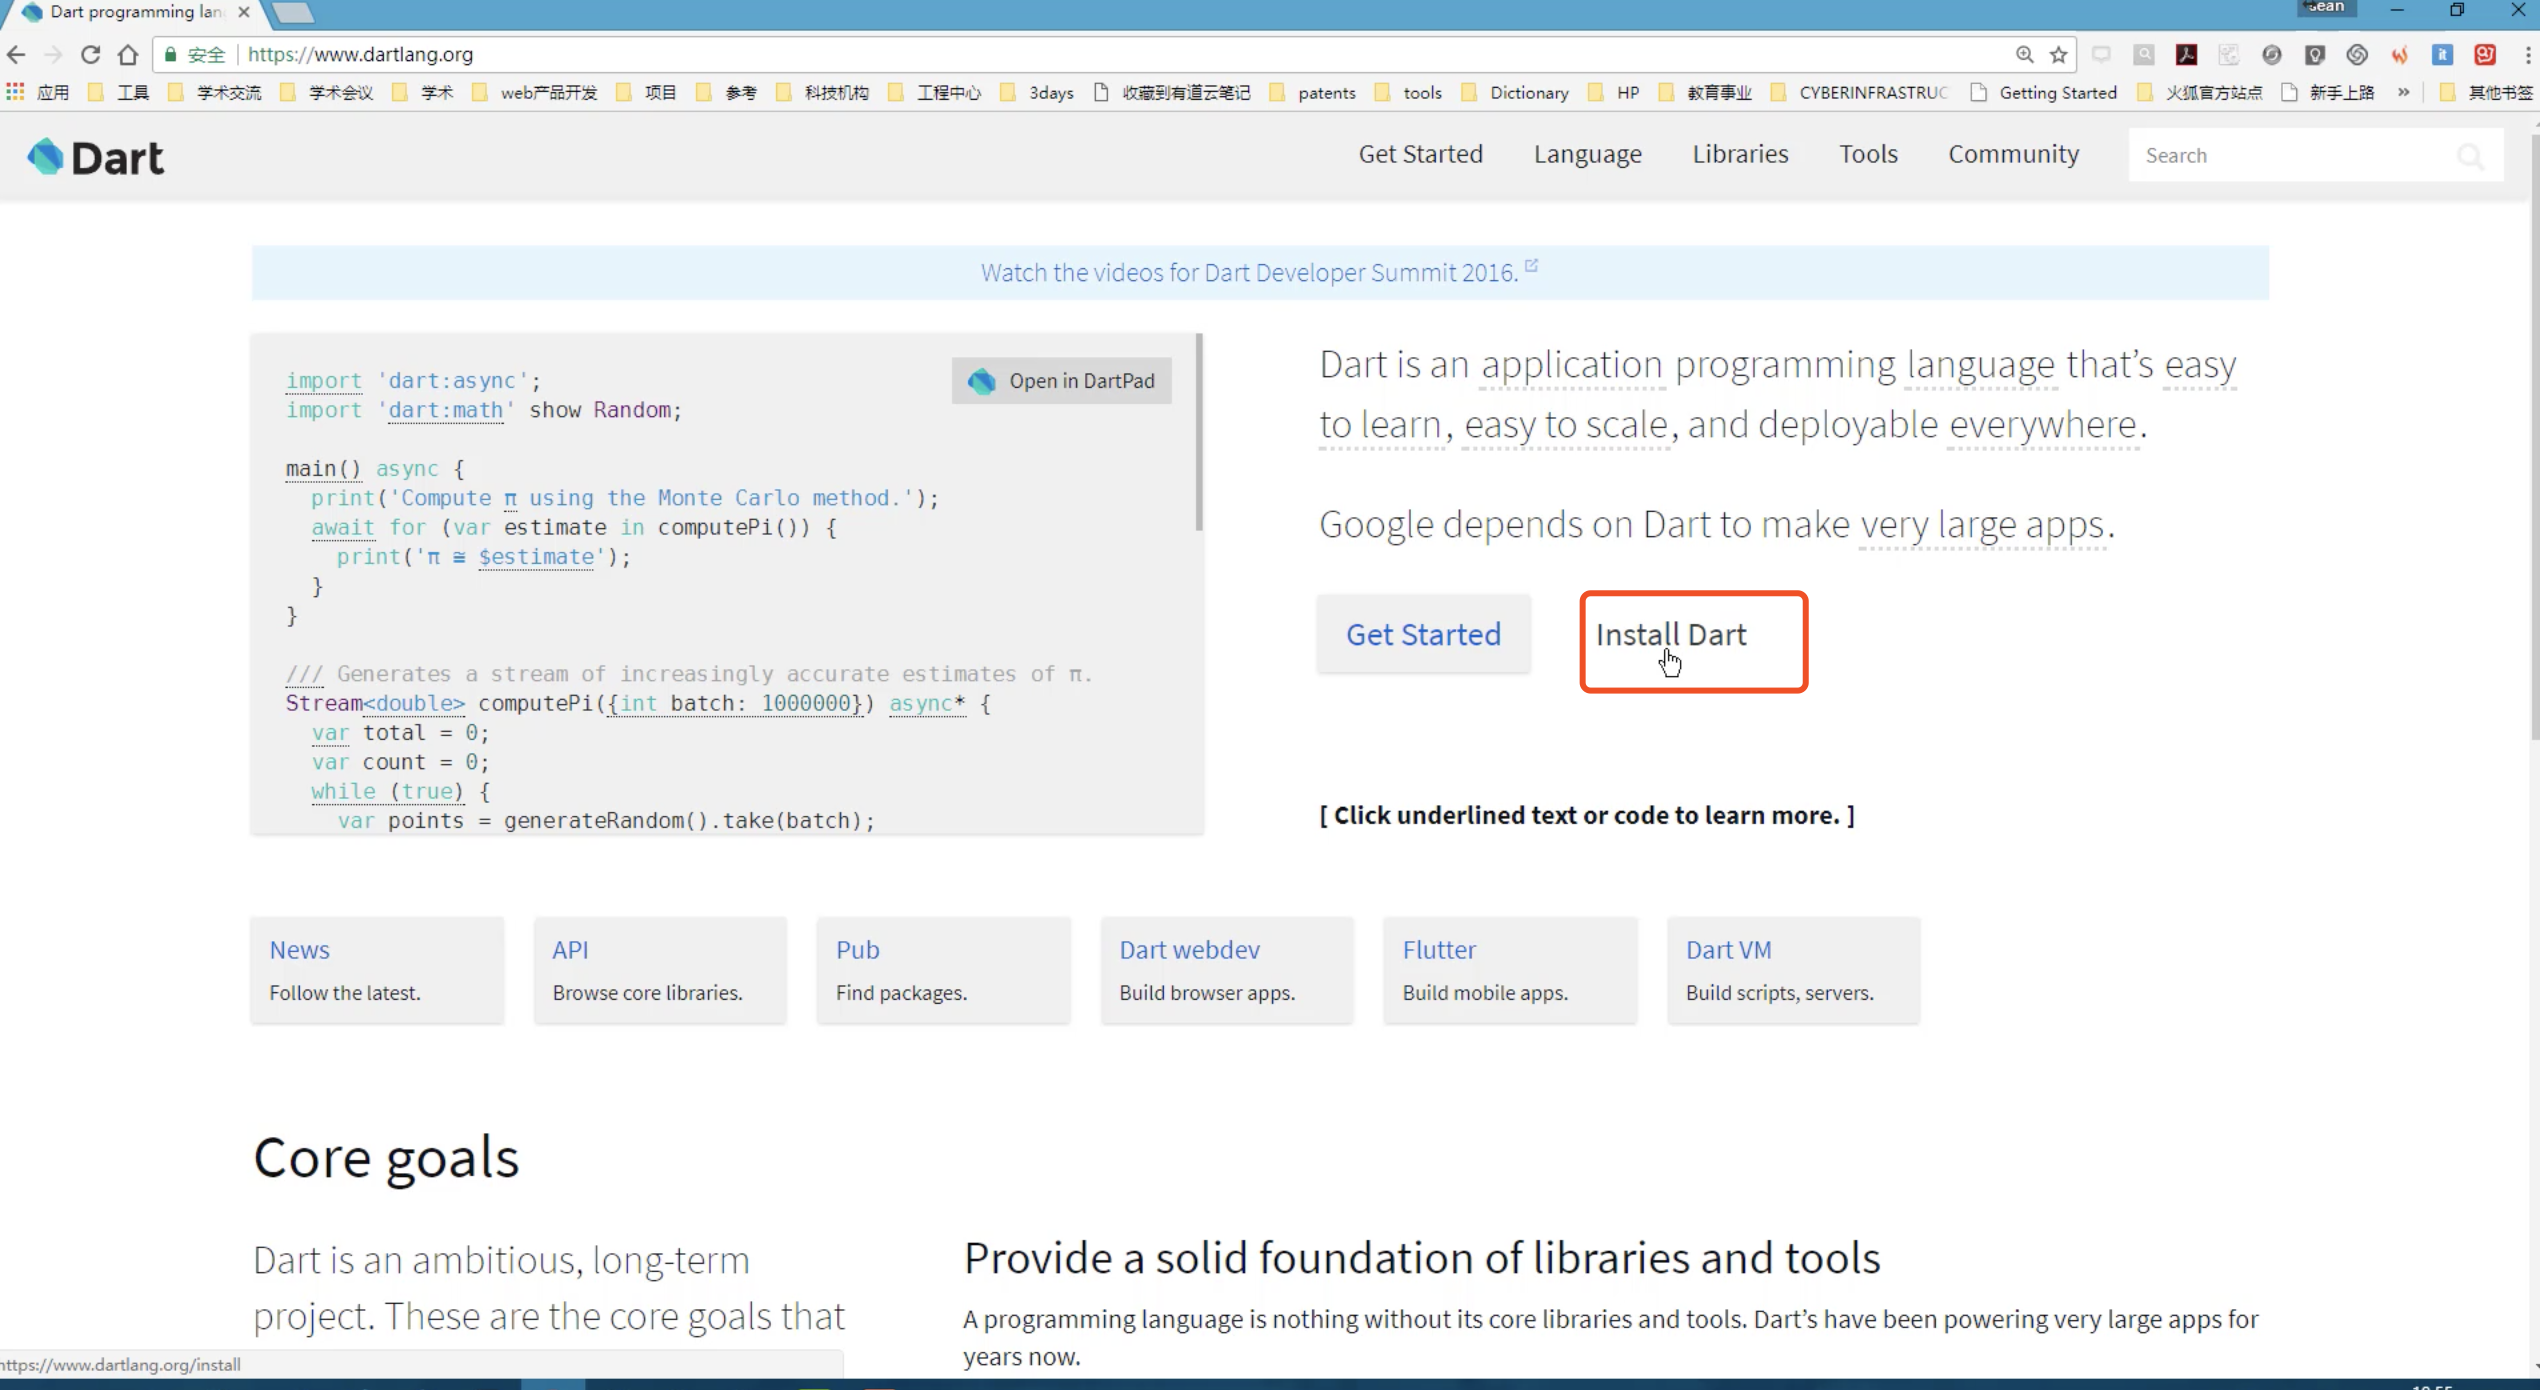 Dart programming lan
安全
https://www.dartlang.org
应用
工具
学术交流
学术会议
学术
web产品开发
项目
参考
科技机构
工程中心
3days
收藏到有道云笔记
patents
tools
Dictionary
HP
教育事业
CYBERINFRASTRUC
Getting Started
火狐官方站点
新手上路
»
其他书签
Dart
Get Started
Language
Libraries
Tools
Community
Search
Watch the videos for Dart Developer Summit 2016.
Open in DartPad
import 'dart:async';
import 'dart:math' show Random;
main() async {
print('Compute π using the Monte Carlo method.');
await for (var estimate in computePi()) {
print('π ≅ $estimate');
}
}
/// Generates a stream of increasingly accurate estimates of π.
Stream<double> computePi({int batch: 1000000}) async* {
var total = 0;
var count = 0;
while (true) {
var points = generateRandom().take(batch);
Dart is an application programming language that’s easy
to learn, easy to scale, and deployable everywhere.
Google depends on Dart to make very large apps.
Get Started
Install Dart
[ Click underlined text or code to learn more. ]
News
Follow the latest.
API
Browse core libraries.
Pub
Find packages.
Dart webdev
Build browser apps.
Flutter
Build mobile apps.
Dart VM
Build scripts, servers.
Core goals
Dart is an ambitious, long-term
project. These are the core goals that
Provide a solid foundation of libraries and tools
A programming language is nothing without its core libraries and tools. Dart’s have been powering very large apps for
years now.
https://www.dartlang.org/install